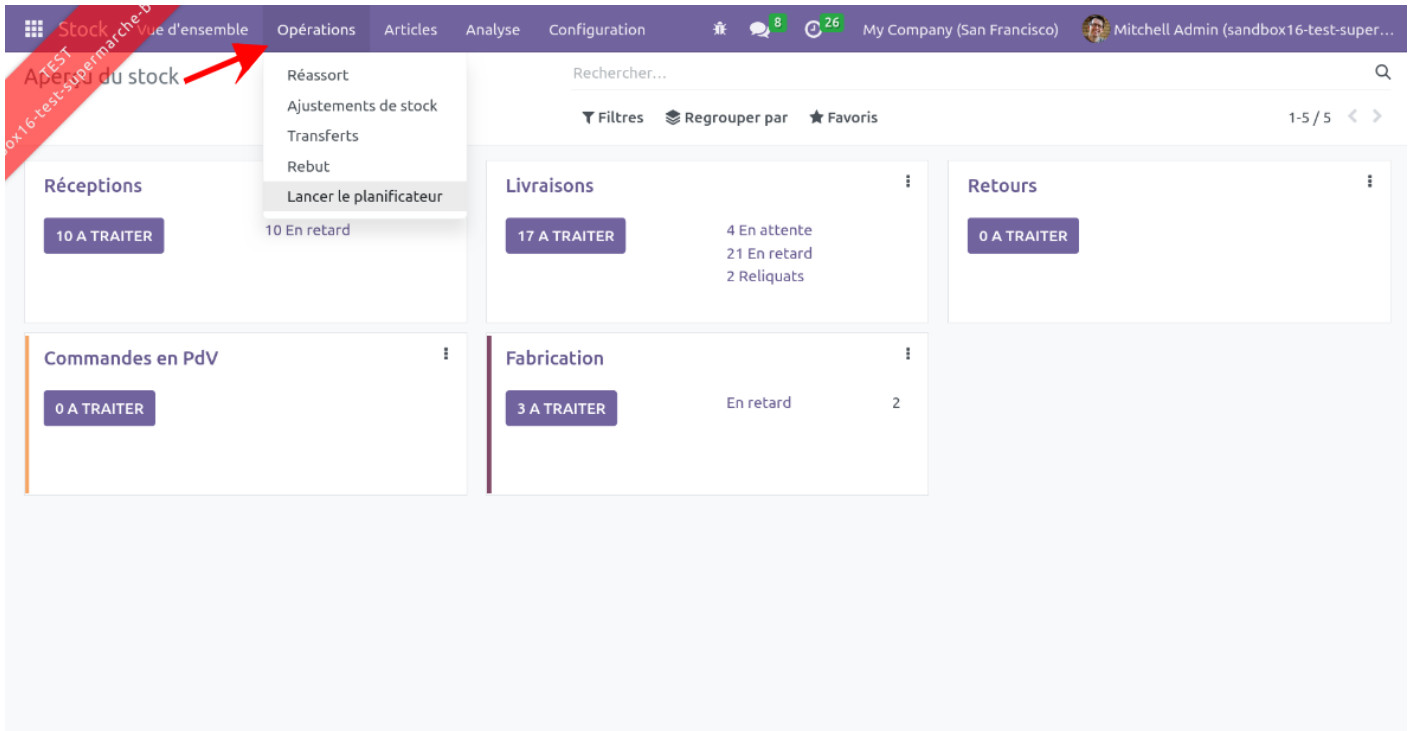 Stock Vue d'ensemble Opérations Articles Analyse Configuration 8 26 My Company (San Francisco) Mitchell Admin (sandbox16-test-super...
TEST
box16-test-supermarche-b
Aperçu du stock
Rechercher...
Filtres Regrouper par Favoris 1-5 / 5
Réassort
Ajustements de stock
Transferts
Rebut
Lancer le planificateur
Réceptions
10 A TRAITER
10 En retard
Livraisons
17 A TRAITER
4 En attente
21 En retard
2 Reliquats
Retours
0 A TRAITER
Commandes en PdV
0 A TRAITER
Fabrication
3 A TRAITER
En retard 2